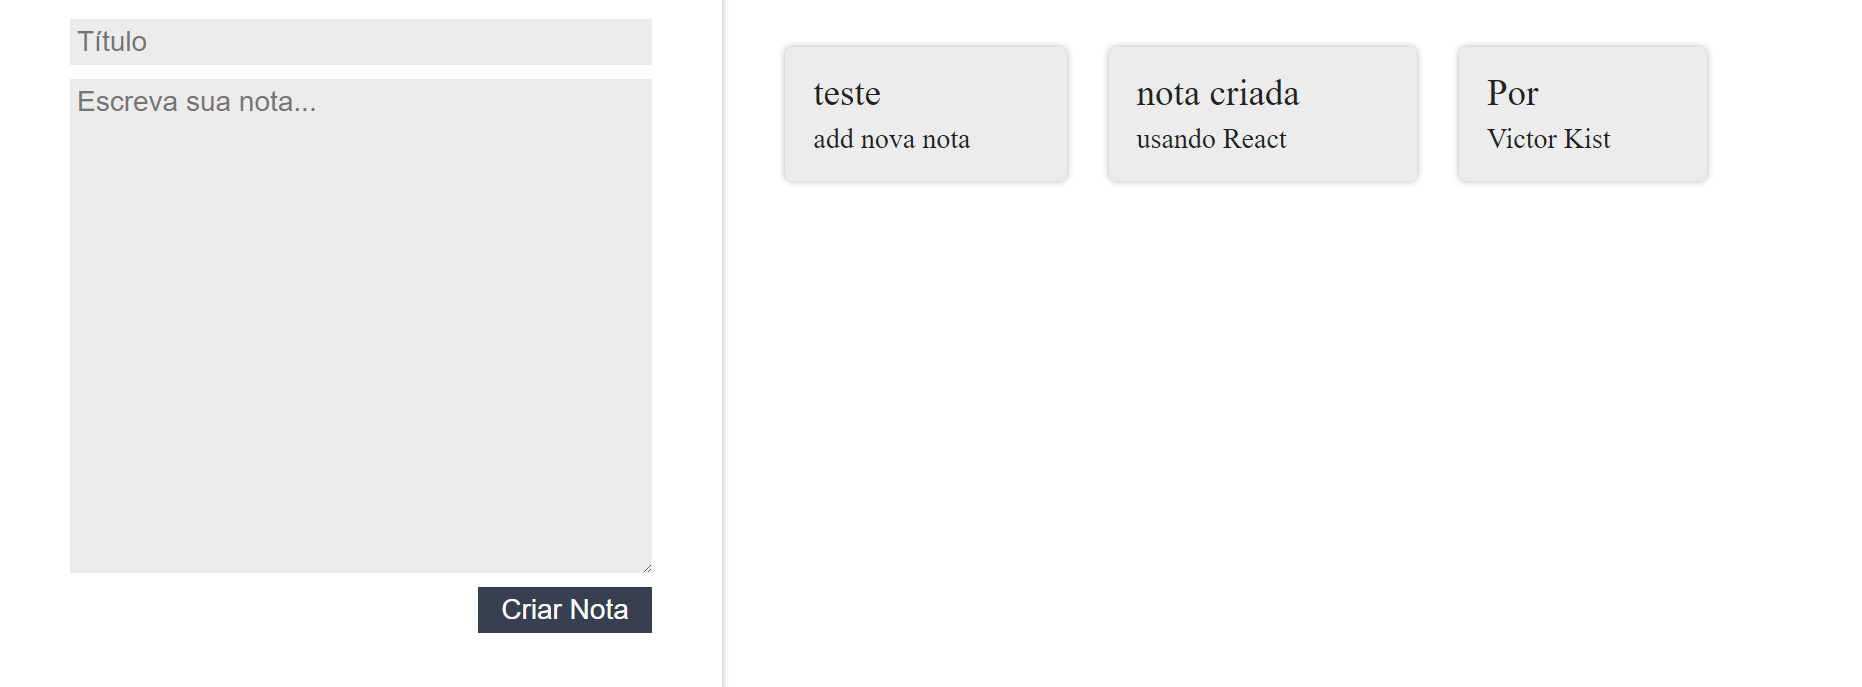 Título
Escreva sua nota...
Criar Nota
teste
add nova nota
nota criada
usando React
Por
Victor Kist